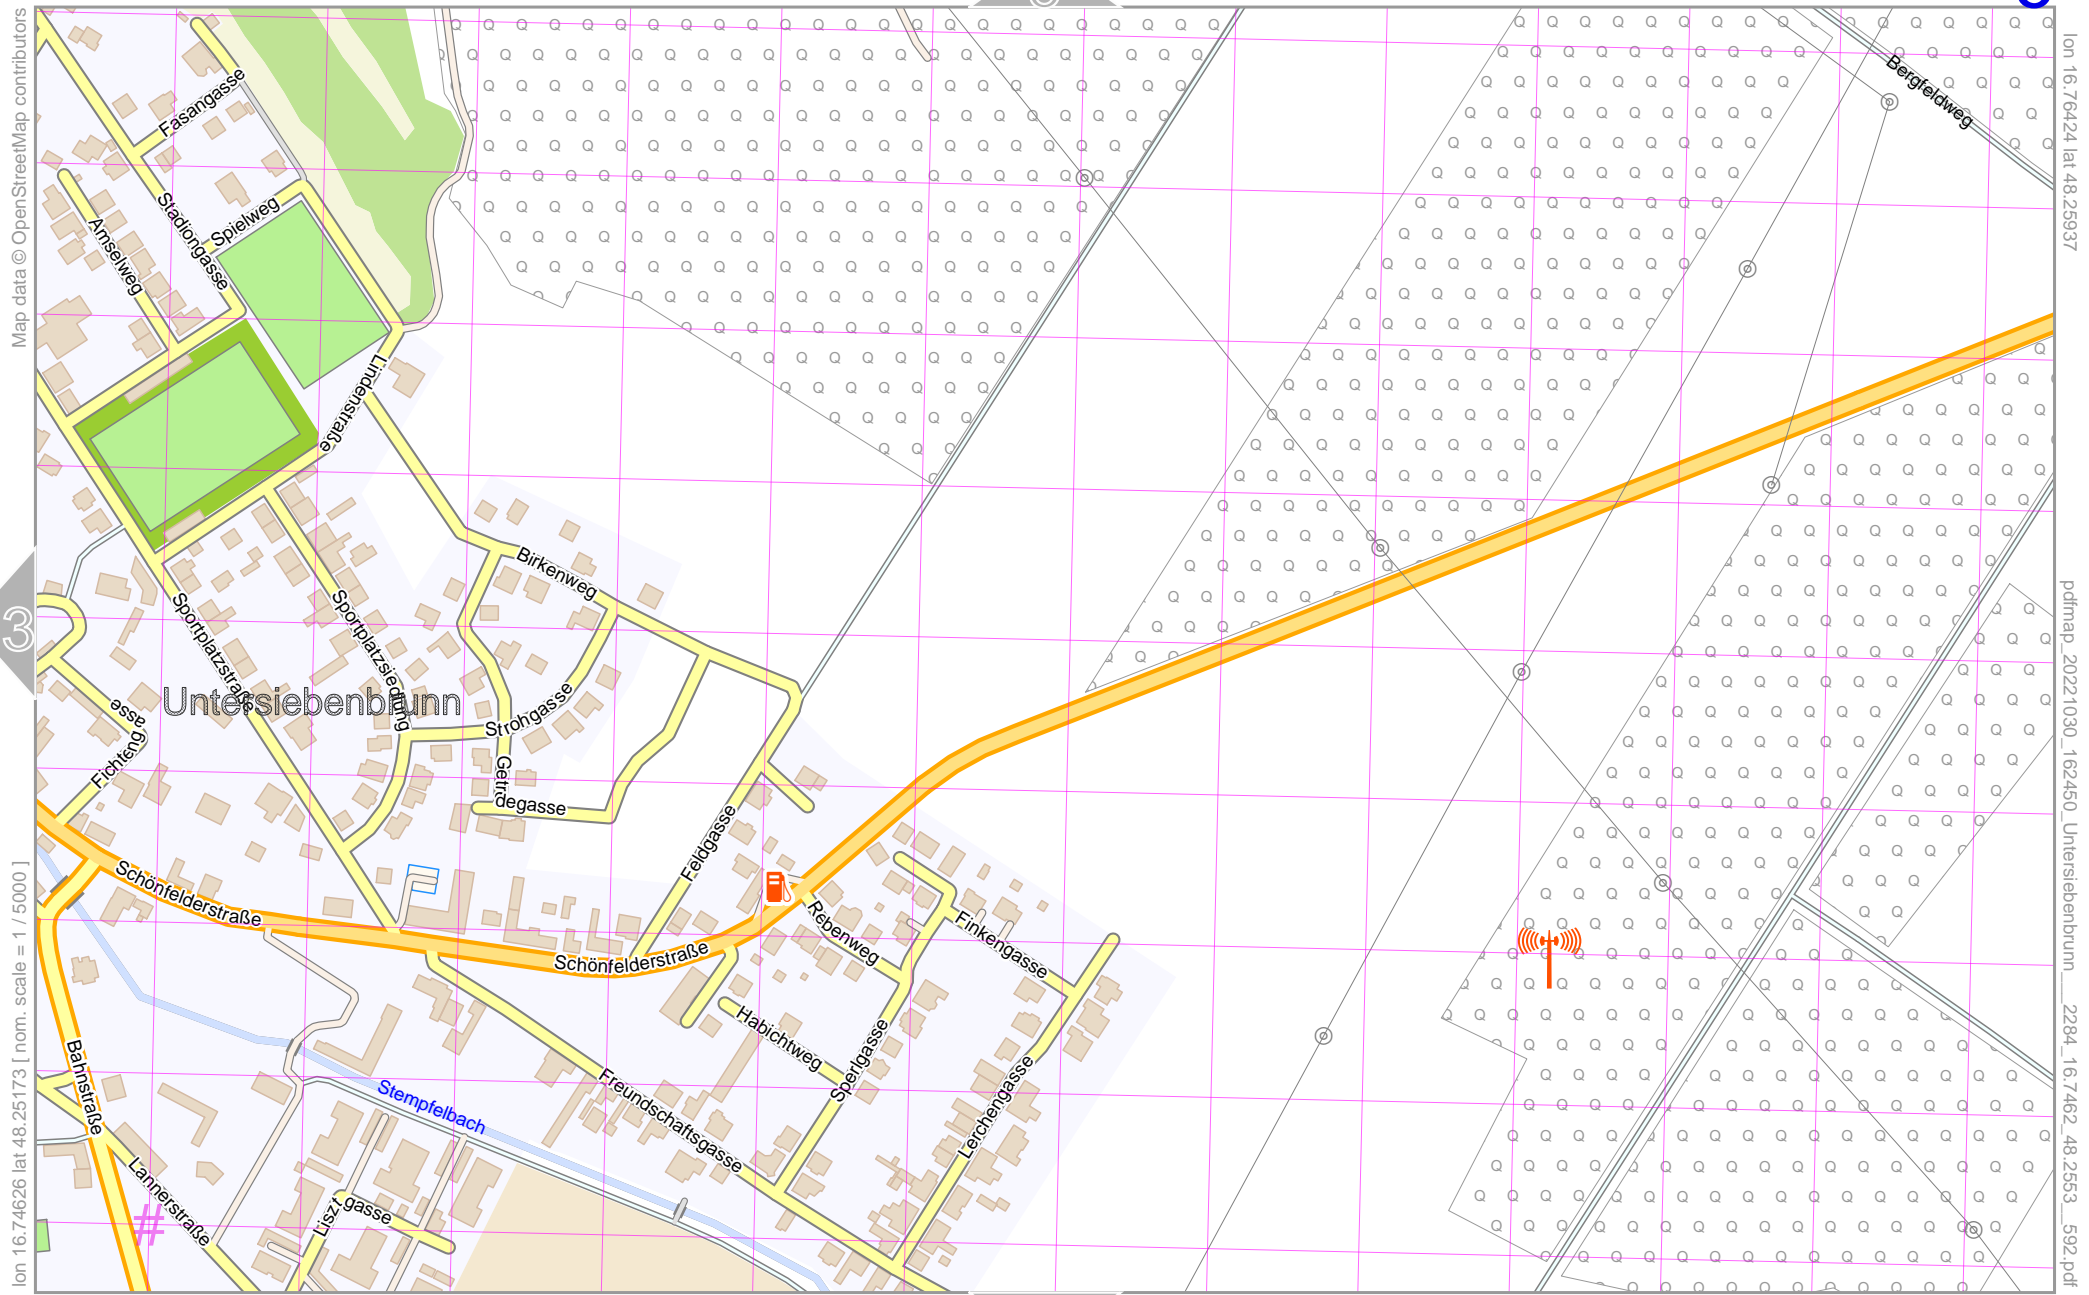 Map data © OpenStreetMap contributors
lon 16.76424 lat 48.25937
Bergfeldweg
Fasangasse
Stadlongasse
Spielweg
Amselweg
Lindenstraße
Birkenweg
Sportplatzstraße
Sportplatzsiedlung
Untersiebenbrunn
Strohgasse
Fichtengasse
Getreidegasse
Feldgasse
3
Schönfelderstraße
Schönfelderstraße
Rebenweg
Finkengasse
Habichtweg
Sperlgasse
Lerchengasse
Freundschaftsgasse
Stempfelbach
Bahnstraße
Lannerstraße
Lisztgasse
#
lon 16.74626 lat 48.25173 [ nom. scale = 1 / 5000 ]
pdfmap_20221030_162450_Untersiebenbrunn___2284_16.7462_48.2553__592.pdf